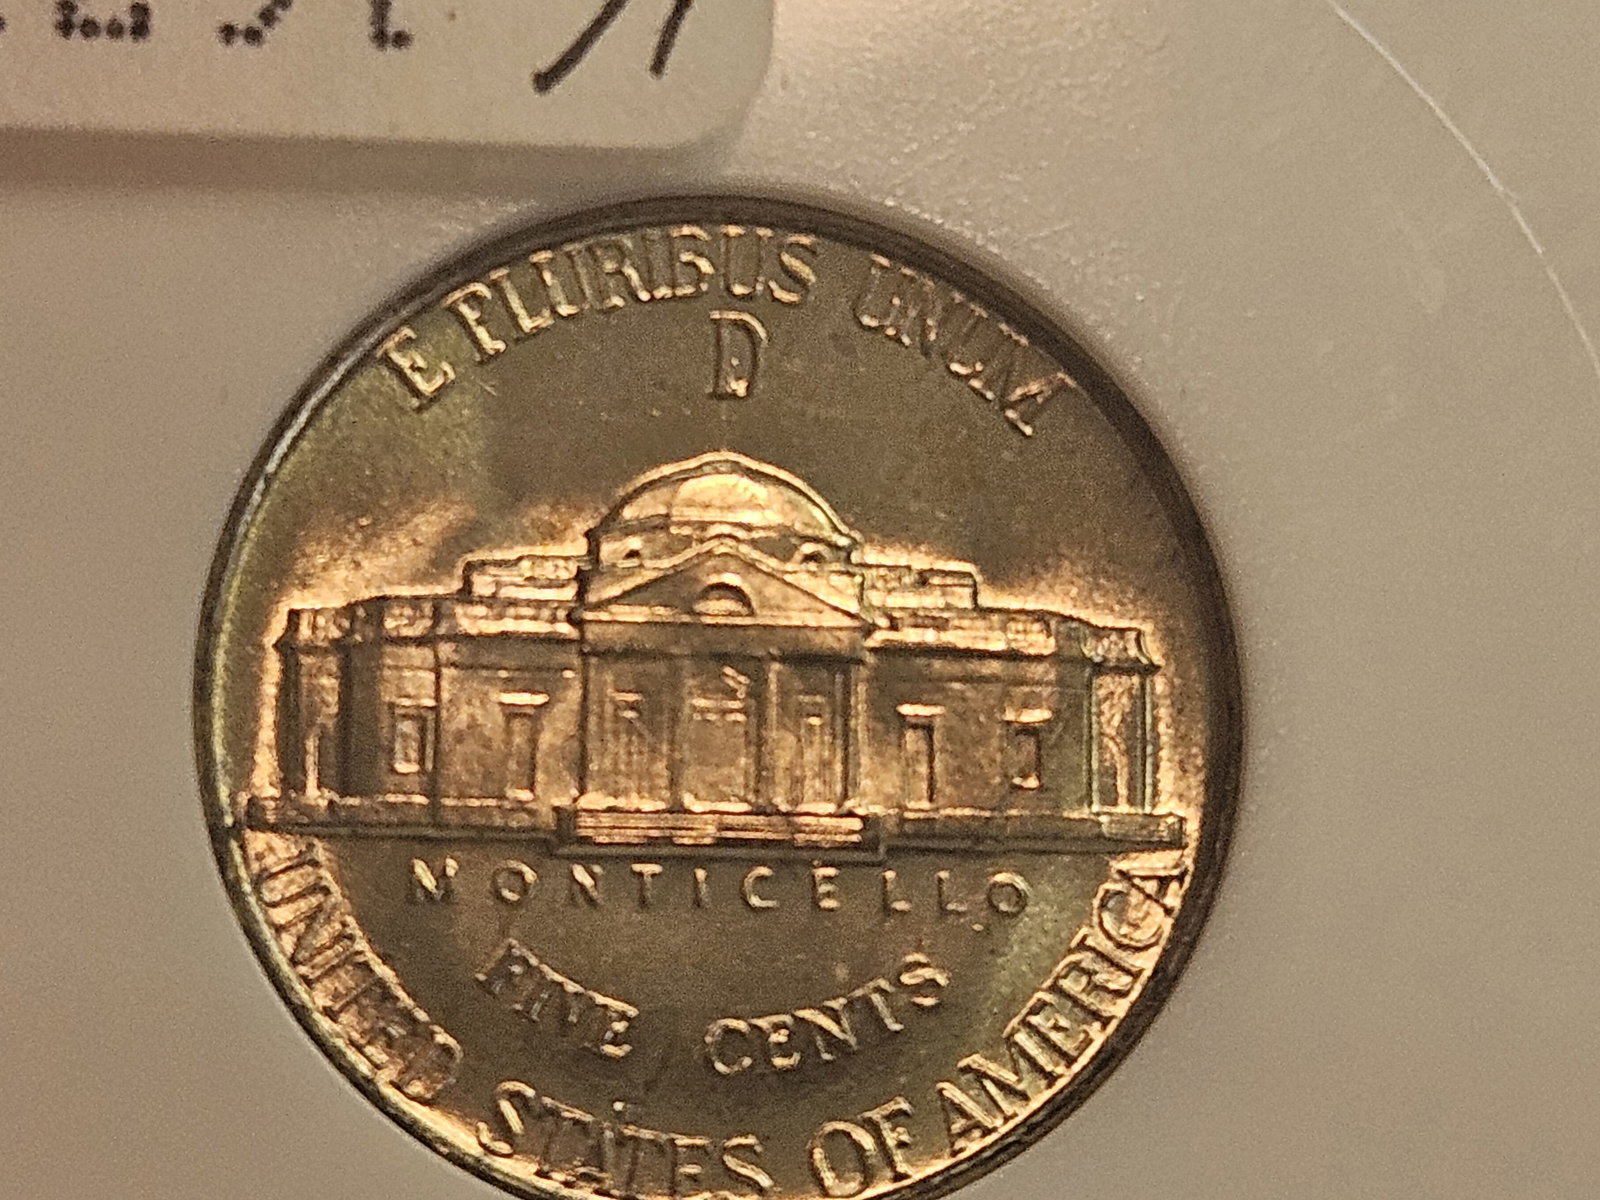 E PLURIBUS UNUM
D
MONTICELLO
FIVE CENTS
UNITED STATES OF AMERICA